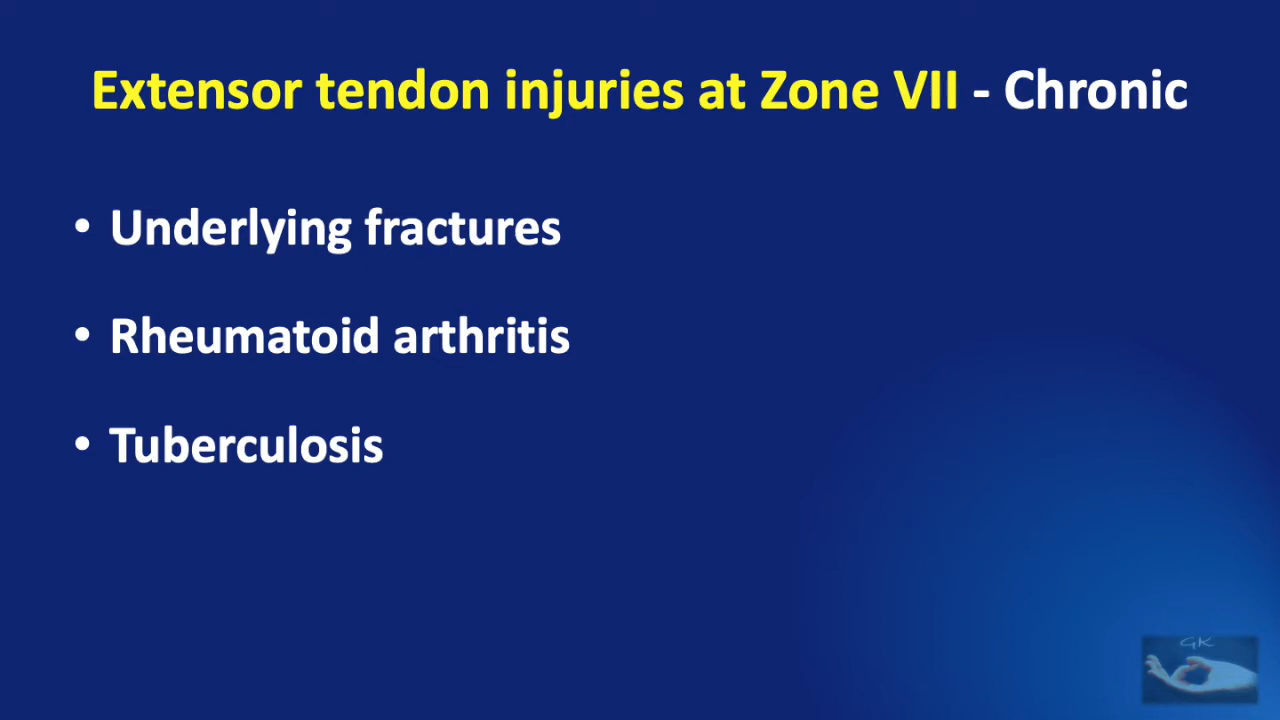 Extensor tendon injuries at Zone VII - Chronic
• Underlying fractures
• Rheumatoid arthritis
• Tuberculosis
GK